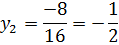 y₂ = −8/16 = −1/2